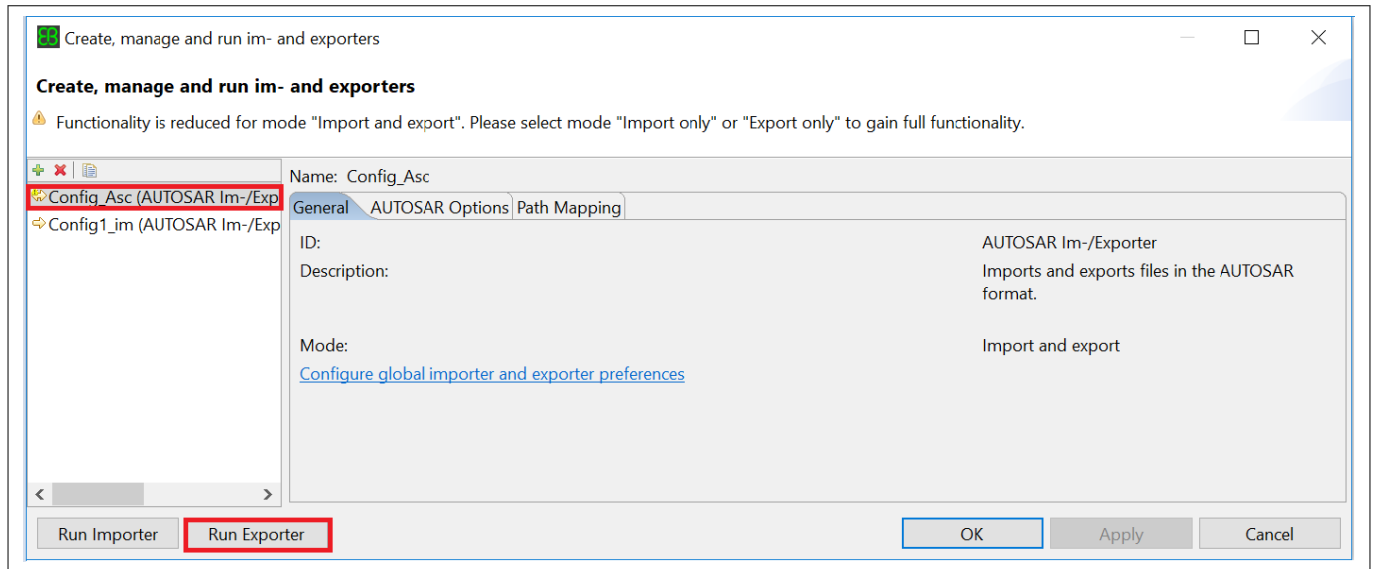 Create, manage and run im- and exporters
Create, manage and run im- and exporters
Functionality is reduced for mode "Import and export". Please select mode "Import only" or "Export only" to gain full functionality.
Name: Config_Asc
Config_Asc (AUTOSAR Im-/Exp
Config1_im (AUTOSAR Im-/Exp
General AUTOSAR Options Path Mapping
ID: AUTOSAR Im-/Exporter
Description: Imports and exports files in the AUTOSAR
format.
Mode: Import and export
Configure global importer and exporter preferences
Run Importer Run Exporter OK Apply Cancel